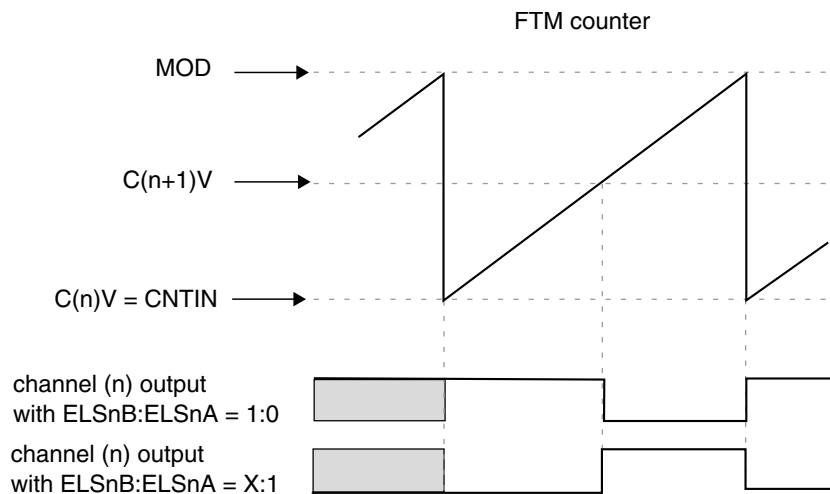 FTM counter
MOD
C(n+1)V
C(n)V = CNTIN
channel (n) output
with ELSnB:ELSnA = 1:0
channel (n) output
with ELSnB:ELSnA = X:1